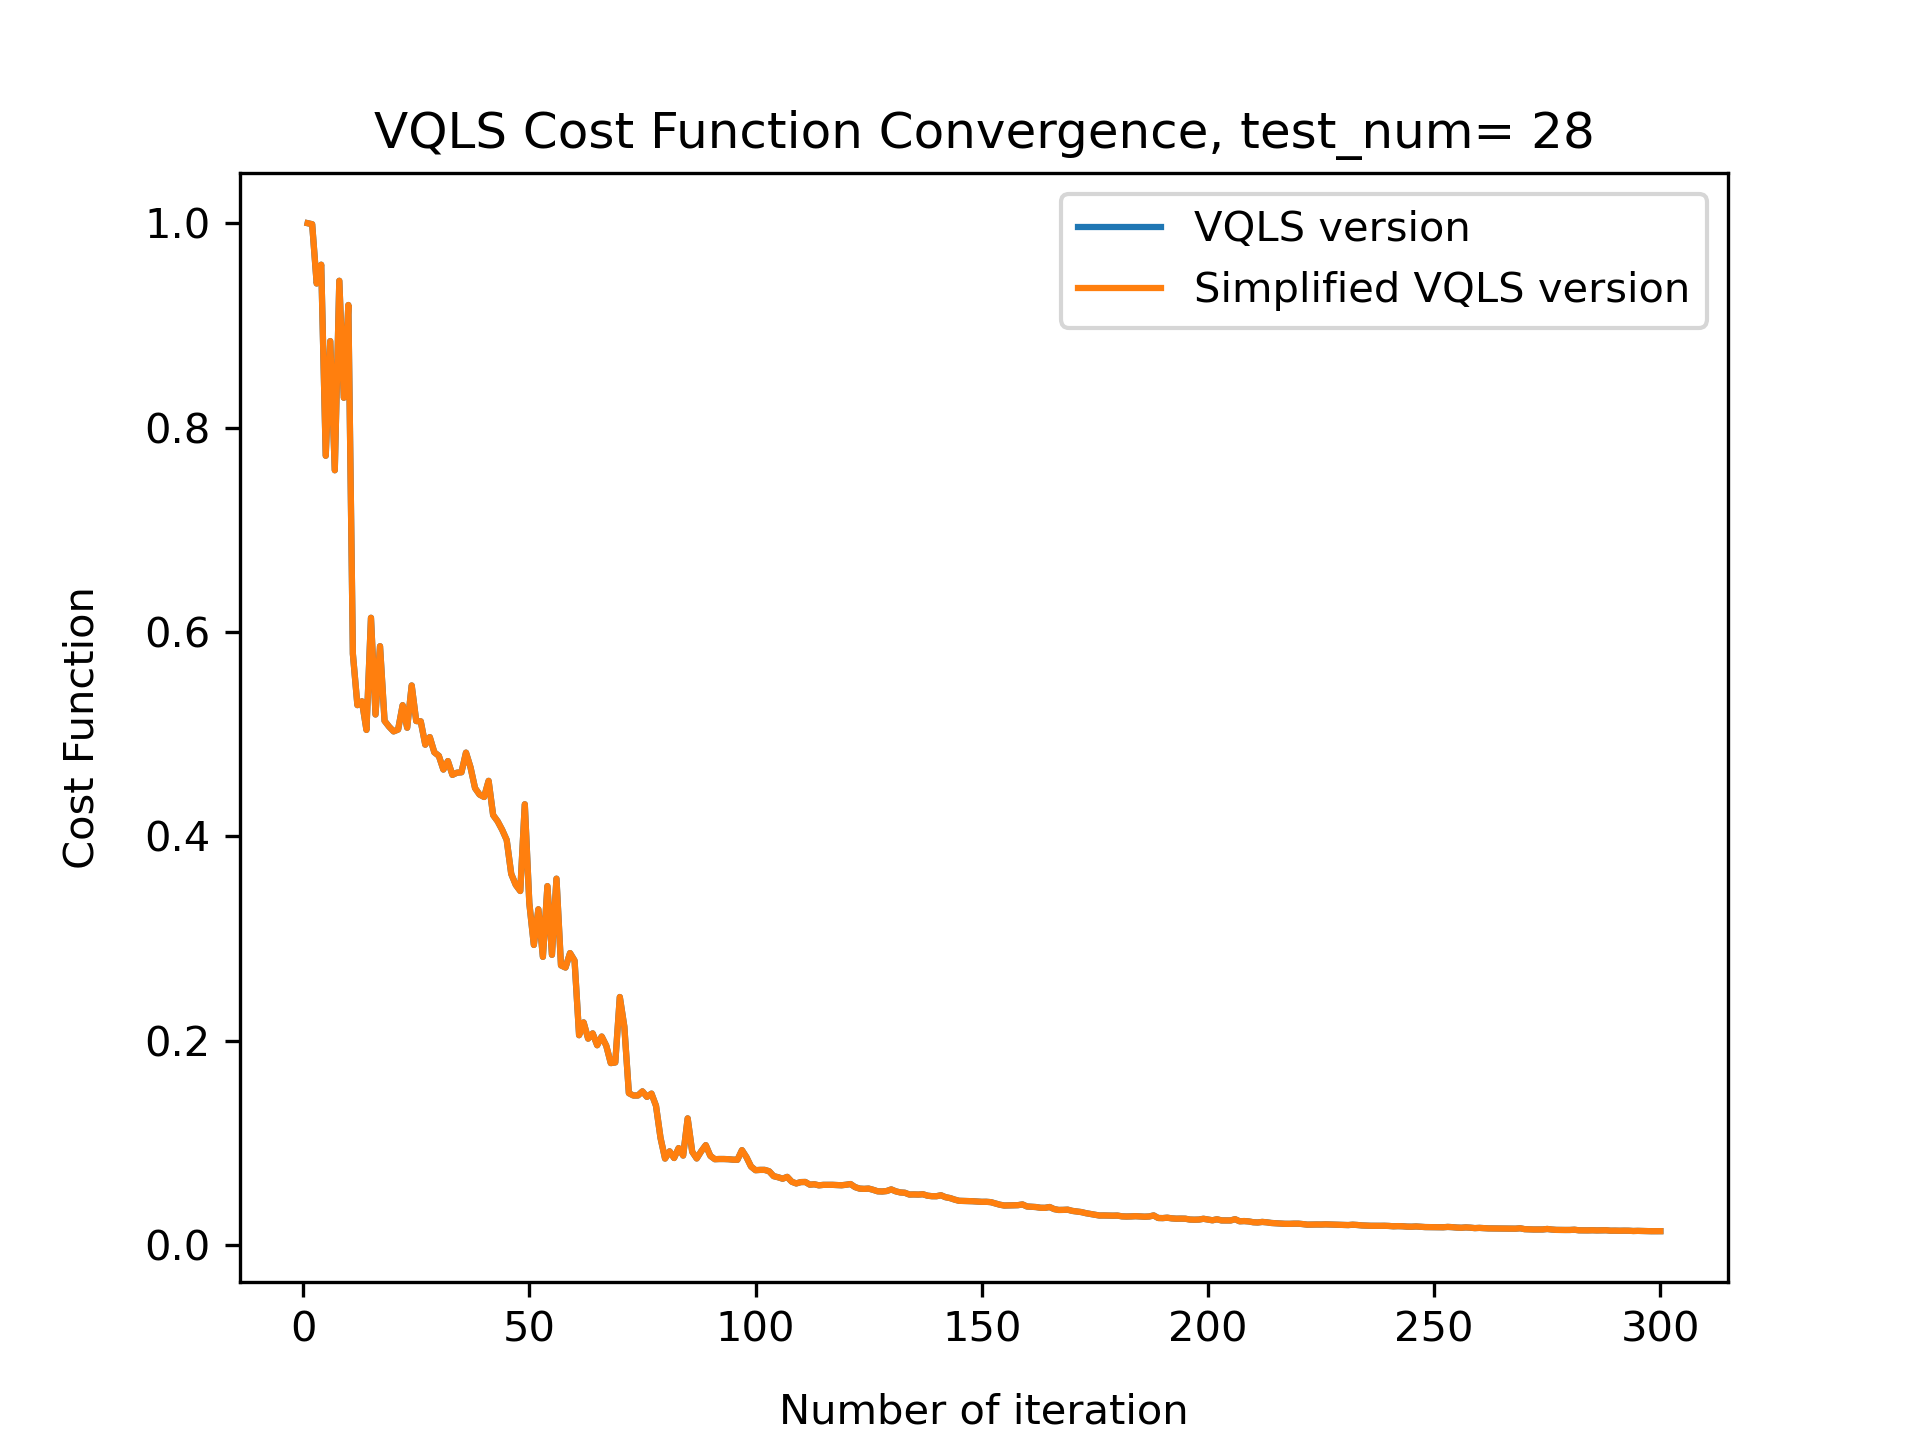 VQLS Cost Function Convergence, test_num= 28
VQLS version
Simplified VQLS version
1.0
0.8
0.6
0.4
0.2
0.0
Cost Function
0 50 100 150 200 250 300
Number of iteration